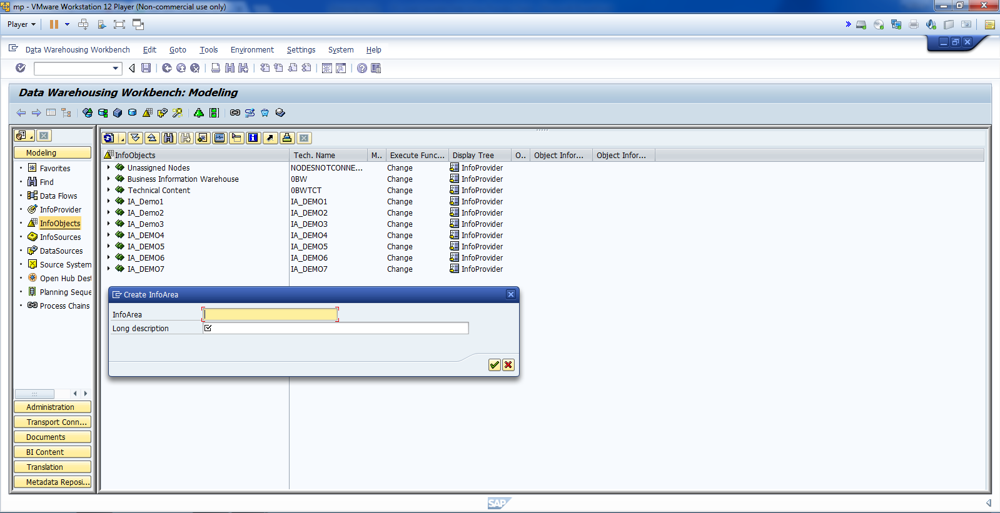 mp - VMware Workstation 12 Player (Non-commercial use only)
Player
Data Warehousing Workbench Edit Goto Tools Environment Settings System Help
Data Warehousing Workbench: Modeling
Modeling
Favorites
Find
Data Flows
InfoProvider
InfoObjects
InfoSources
DataSources
Source System
Open Hub Dest
Planning Seque
Process Chains
Administration
Transport Conn...
Documents
BI Content
Translation
Metadata Reposi...
InfoObjects Tech. Name M.. Execute Func... Display Tree O.. Object Infor... Object Infor...
Unassigned Nodes NODESNOTCONNE... Change InfoProvider
Business Information Warehouse 0BW Change InfoProvider
Technical Content 0BWTCT Change InfoProvider
IA_Demo1 IA_DEMO1 Change InfoProvider
IA_Demo2 IA_DEMO2 Change InfoProvider
IA_Demo3 IA_DEMO3 Change InfoProvider
IA_DEMO4 IA_DEMO4 Change InfoProvider
IA_DEMO5 IA_DEMO5 Change InfoProvider
IA_DEMO6 IA_DEMO6 Change InfoProvider
IA_DEMO7 IA_DEMO7 Change InfoProvider
Create InfoArea
InfoArea
Long description
SAP